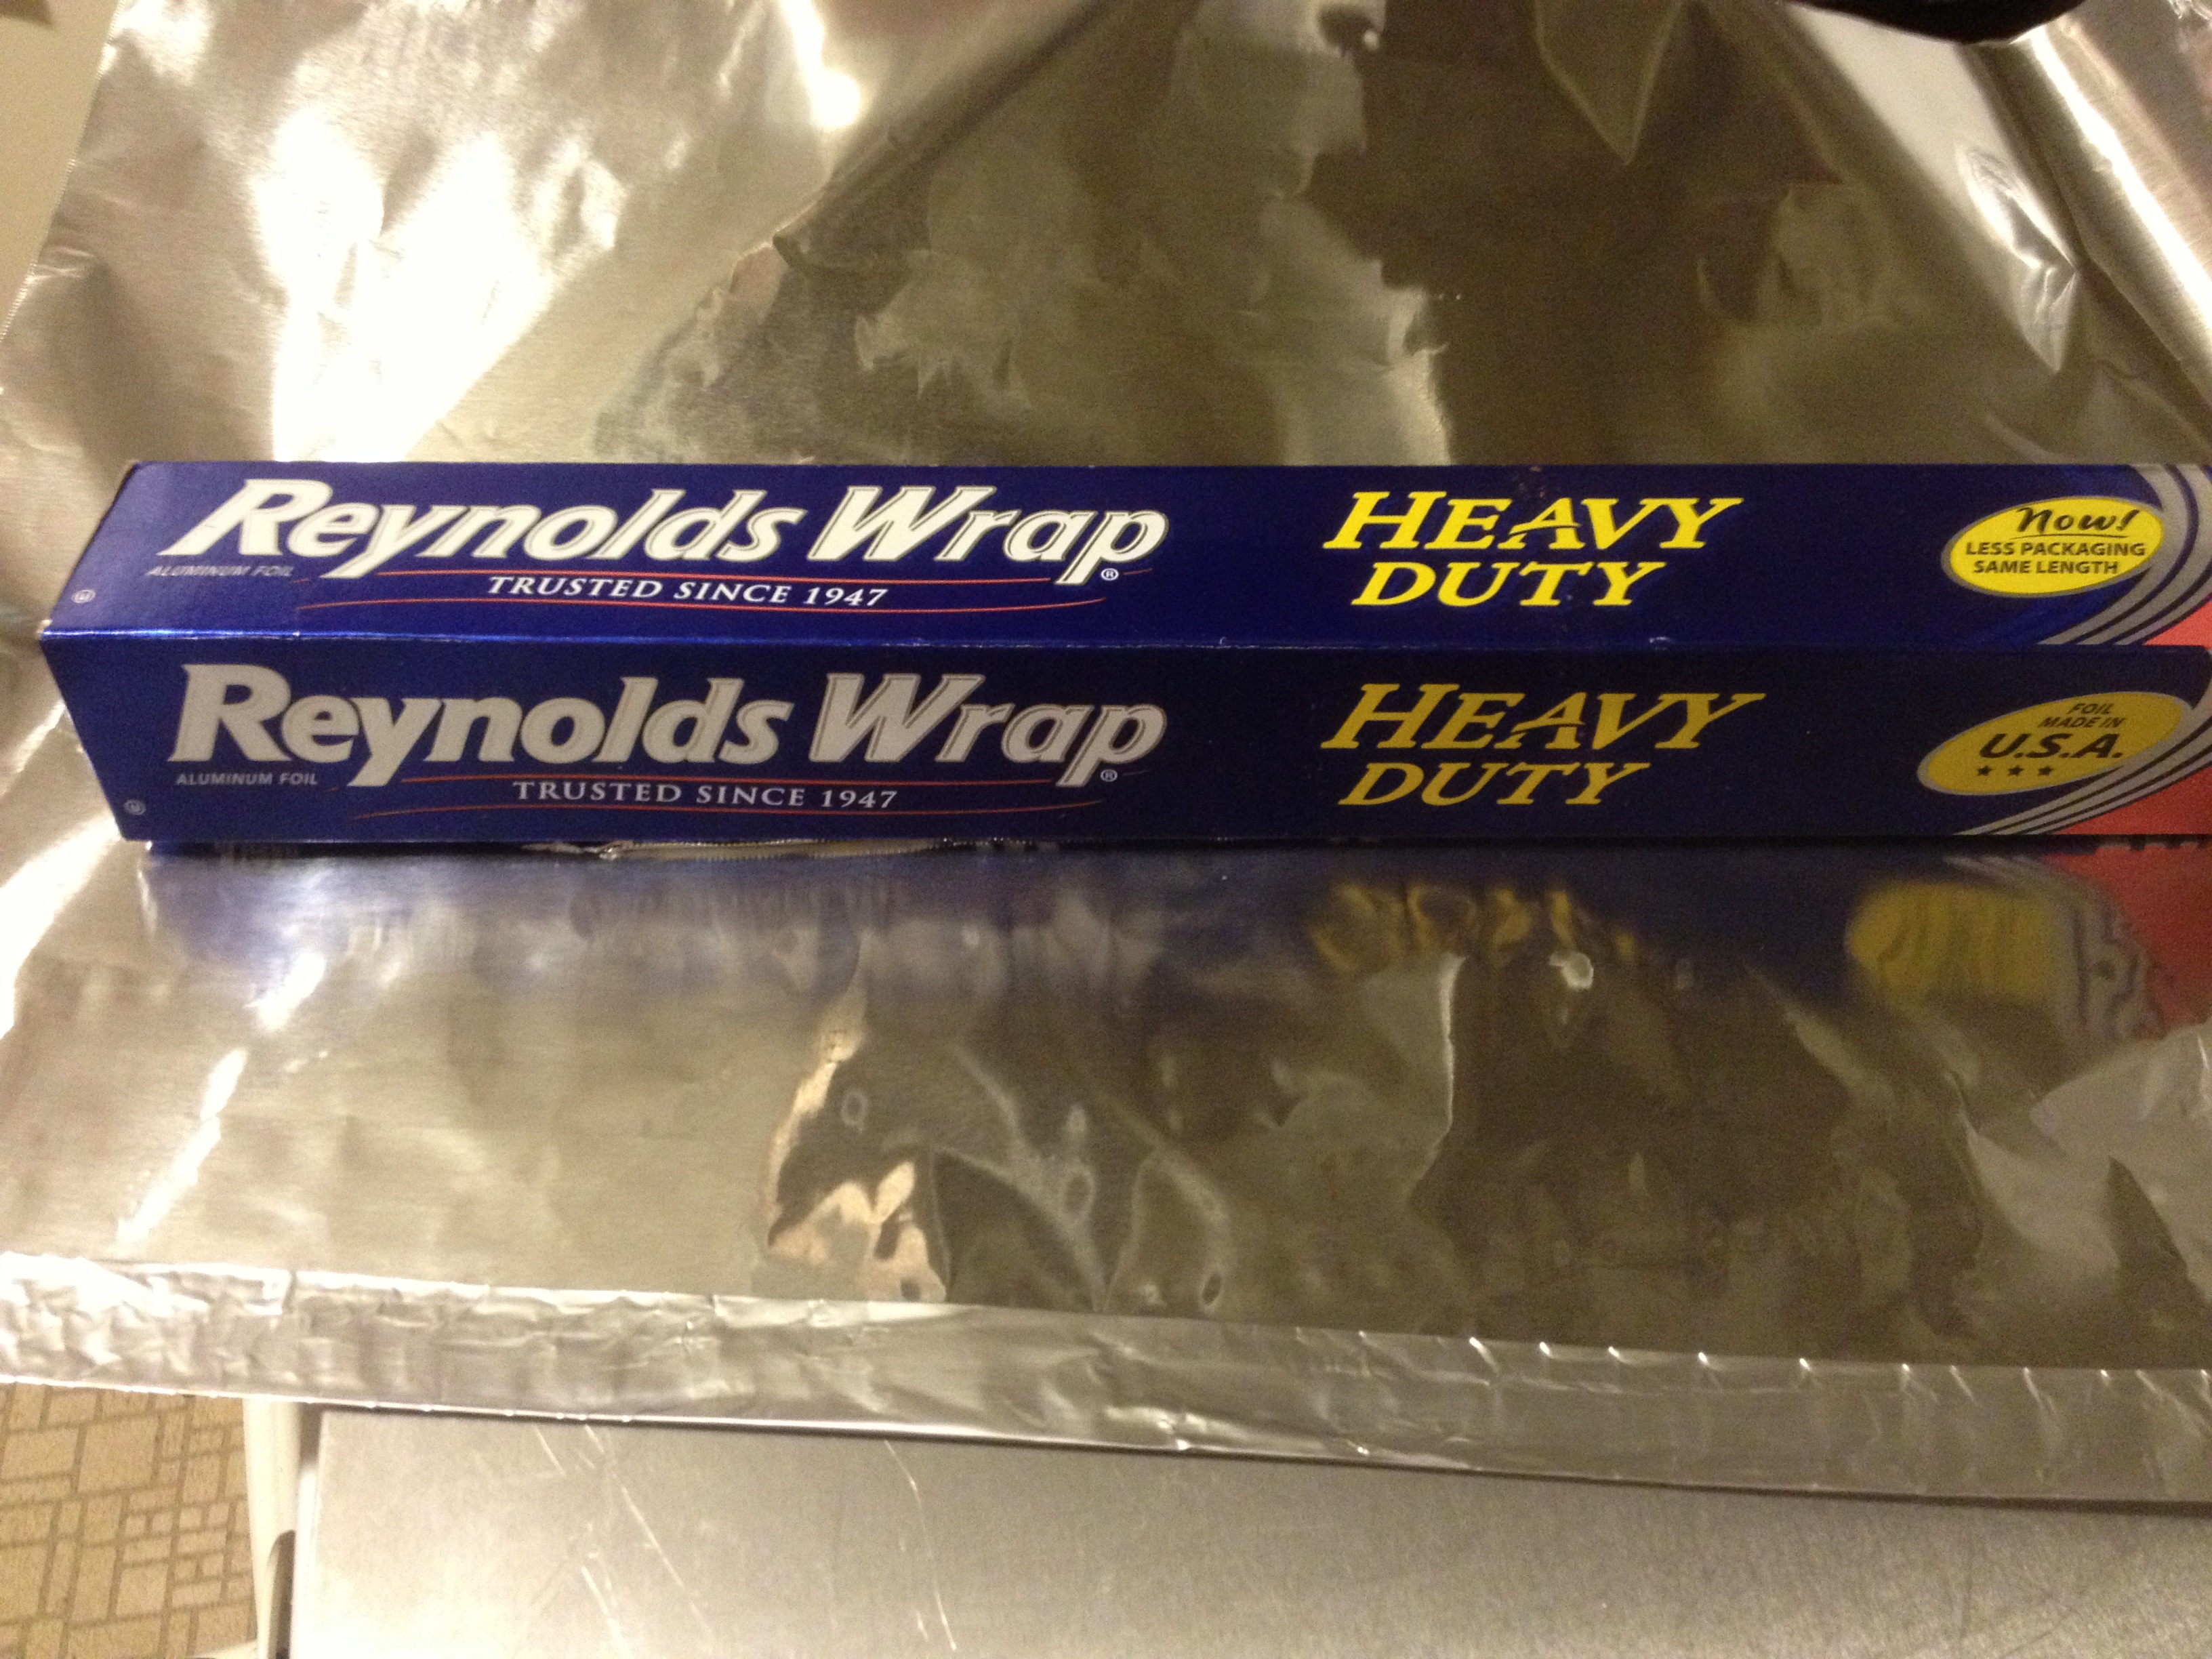 Reynolds Wrap®
ALUMINUM FOIL
TRUSTED SINCE 1947
HEAVY
DUTY
Now!
LESS PACKAGING
SAME LENGTH
Reynolds Wrap®
ALUMINUM FOIL
TRUSTED SINCE 1947
HEAVY
DUTY
FOIL
MADE IN
U.S.A.